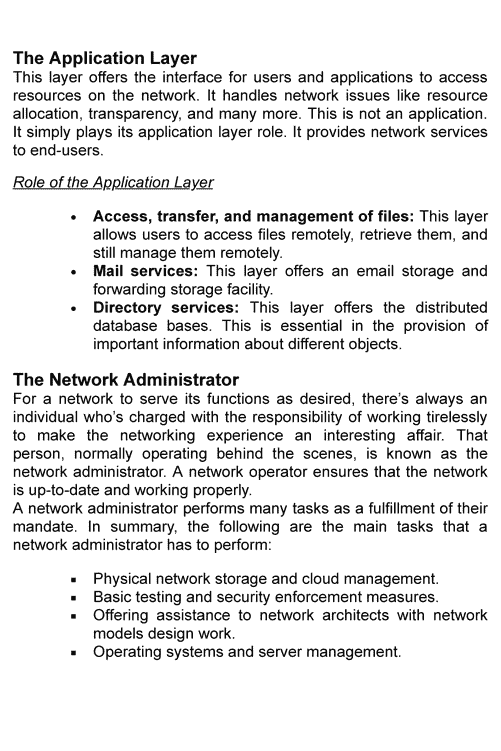 The Application Layer
This layer offers the interface for users and applications to access
resources on the network. It handles network issues like resource
allocation, transparency, and many more. This is not an application.
It simply plays its application layer role. It provides network services
to end-users.
Role of the Application Layer
• Access, transfer, and management of files: This layer
allows users to access files remotely, retrieve them, and
still manage them remotely.
• Mail services: This layer offers an email storage and
forwarding storage facility.
• Directory services: This layer offers the distributed
database bases. This is essential in the provision of
important information about different objects.
The Network Administrator
For a network to serve its functions as desired, there’s always an
individual who’s charged with the responsibility of working tirelessly
to make the networking experience an interesting affair. That
person, normally operating behind the scenes, is known as the
network administrator. A network operator ensures that the network
is up-to-date and working properly.
A network administrator performs many tasks as a fulfillment of their
mandate. In summary, the following are the main tasks that a
network administrator has to perform:
▪ Physical network storage and cloud management.
▪ Basic testing and security enforcement measures.
▪ Offering assistance to network architects with network
models design work.
▪ Operating systems and server management.